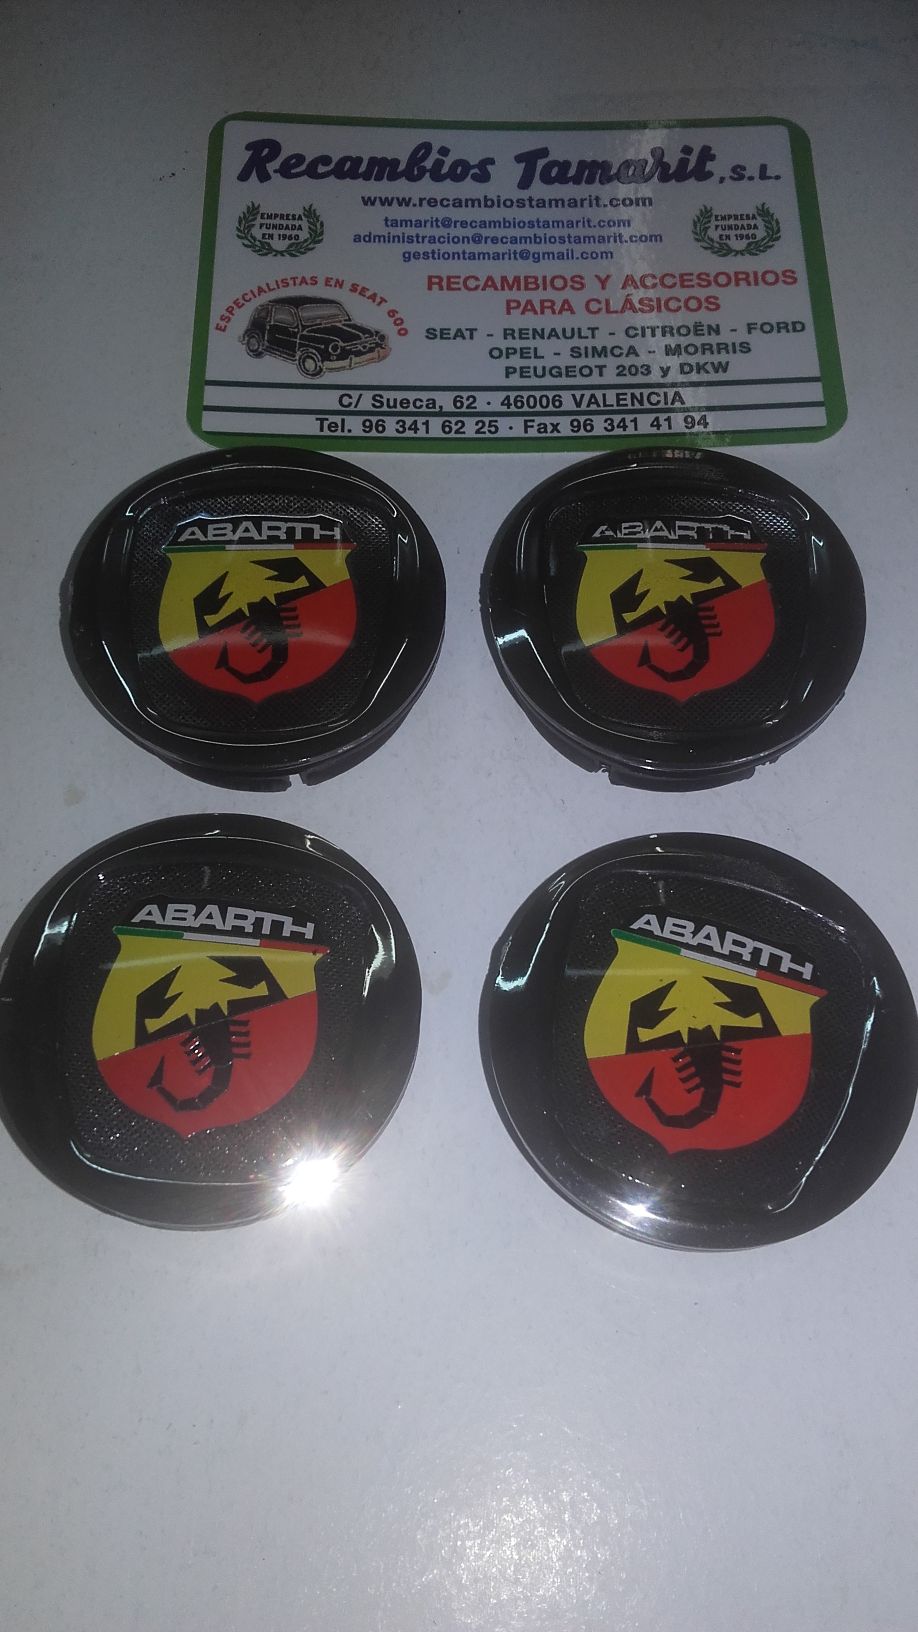 Recambios Tamarit, S.L.
www.recambiostamarit.com
tamarit@recambiostamarit.com
administracion@recambiostamarit.com
gestiontamarit@gmail.com
EMPRESA
FUNDADA
EN 1960
EMPRESA
FUNDADA
EN 1960
ESPECIALISTAS EN SEAT 600
RECAMBIOS Y ACCESORIOS
PARA CLÁSICOS
SEAT - RENAULT - CITROËN - FORD
OPEL - SIMCA - MORRIS
PEUGEOT 203 y DKW
C/ Sueca, 62 · 46006 VALENCIA
Tel. 96 341 62 25 · Fax 96 341 41 94
ABARTH
ABARTH
ABARTH
ABARTH